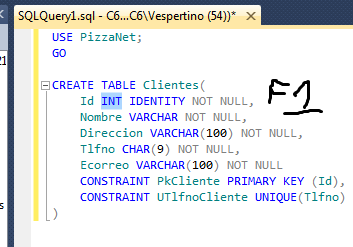 SQLQuery1.sql - C6...C6\Vespertino (54))*
USE PizzaNet;
GO
CREATE TABLE Clientes(
Id INT IDENTITY NOT NULL,
F1
Nombre VARCHAR NOT NULL,
Direccion VARCHAR(100) NOT NULL,
Tlfno CHAR(9) NOT NULL,
Ecorreo VARCHAR(100) NOT NULL
CONSTRAINT PkCliente PRIMARY KEY (Id),
CONSTRAINT UTlfnoCliente UNIQUE(Tlfno)
)